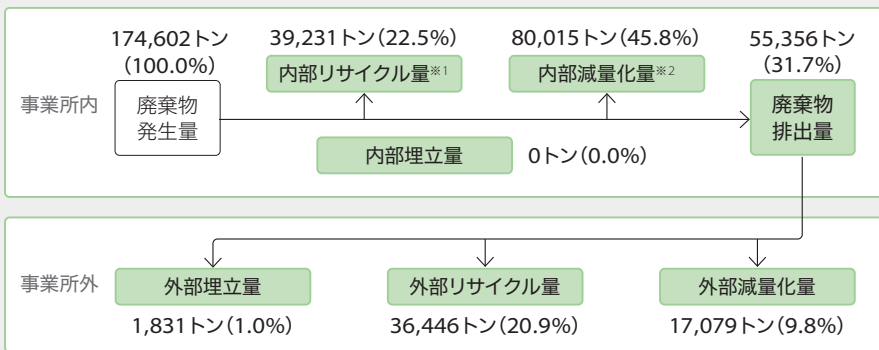 174,602トン
(100.0%)
39,231トン(22.5%)
80,015トン(45.8%)
55,356トン
(31.7%)
内部リサイクル量※1
内部減量化量※2
事業所内
廃棄物
発生量
廃棄物
排出量
内部埋立量
0トン(0.0%)
事業所外
外部埋立量
外部リサイクル量
外部減量化量
1,831トン(1.0%)
36,446トン(20.9%)
17,079トン(9.8%)